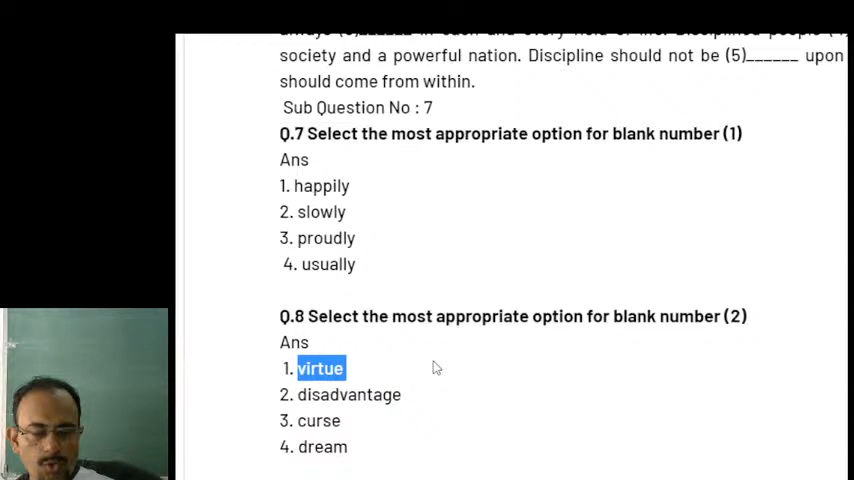 society and a powerful nation. Discipline should not be (5)______ upon
should come from within.
Sub Question No : 7
Q.7 Select the most appropriate option for blank number (1)
Ans
1. happily
2. slowly
3. proudly
4. usually
Q.8 Select the most appropriate option for blank number (2)
Ans
1. virtue
2. disadvantage
3. curse
4. dream